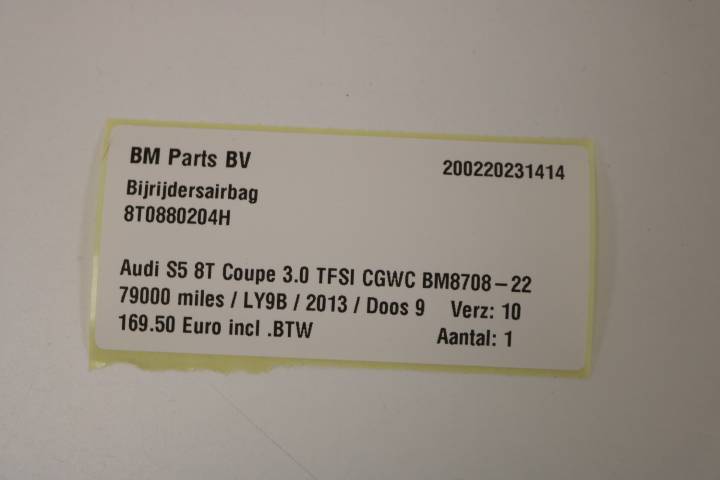 BM Parts BV 200220231414
Bijrijdersairbag
8T0880204H
Audi S5 8T Coupe 3.0 TFSI CGWC BM8708-22
79000 miles / LY9B / 2013 / Doos 9 Verz: 10
169.50 Euro incl .BTW Aantal: 1